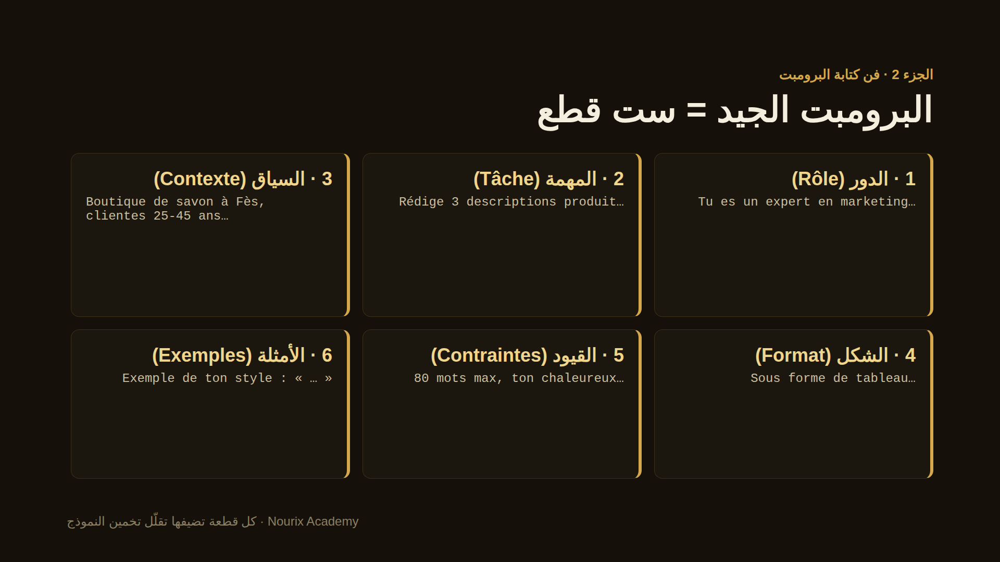 الجزء 2 · فن كتابة البرومبت
البرومبت الجيد = ست قطع
1 · الدور (Rôle)
Tu es un expert en marketing…
2 · المهمة (Tâche)
Rédige 3 descriptions produit…
3 · السياق (Contexte)
Boutique de savon à Fès,
clientes 25-45 ans…
4 · الشكل (Format)
Sous forme de tableau…
5 · القيود (Contraintes)
80 mots max, ton chaleureux…
6 · الأمثلة (Exemples)
Exemple de ton style : « … »
Nourix Academy · كل قطعة تضيفها تقلّل تخمين النموذج